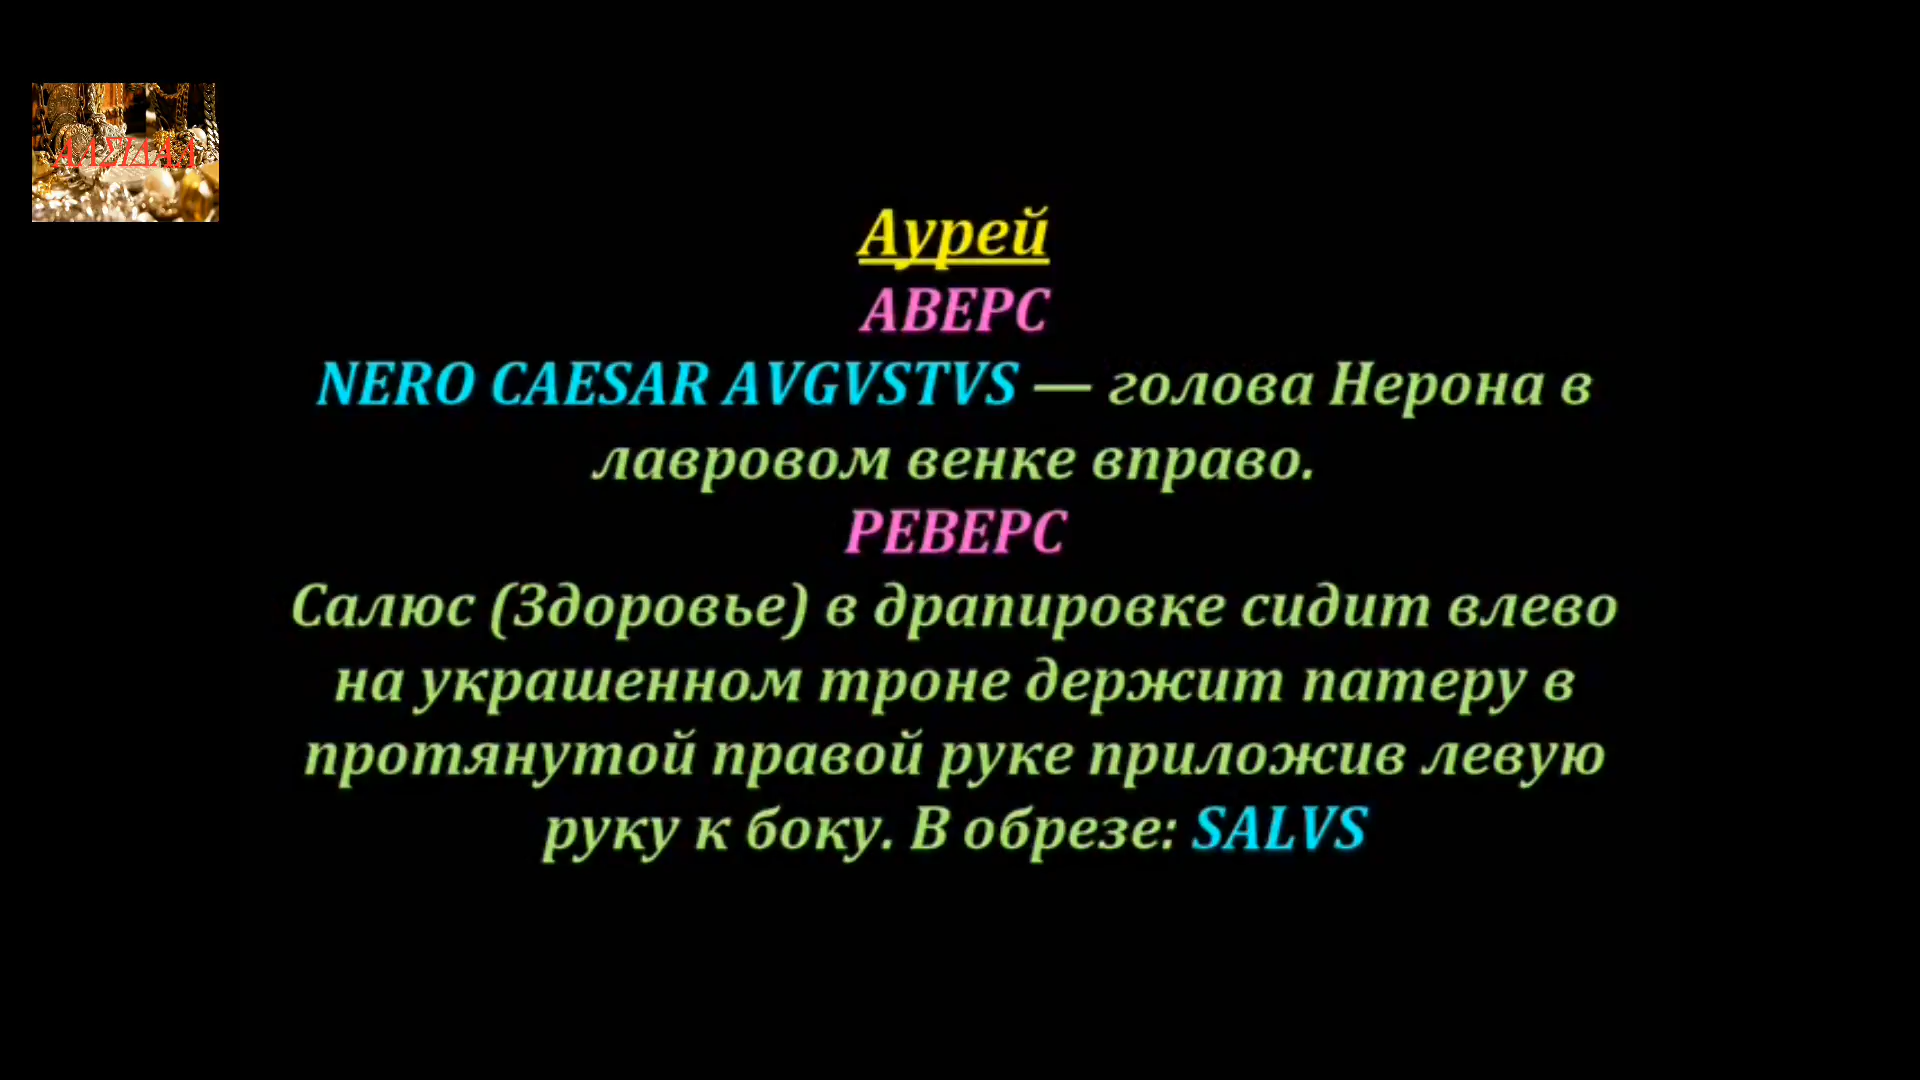 Аурей
АВЕРС
NERO CAESAR AVGVSTVS — голова Нерона в
лавровом венке вправо.
РЕВЕРС
Салюс (Здоровье) в драпировке сидит влево
на украшенном троне держит патеру в
протянутой правой руке приложив левую
руку к боку. В обрезе: SALVS